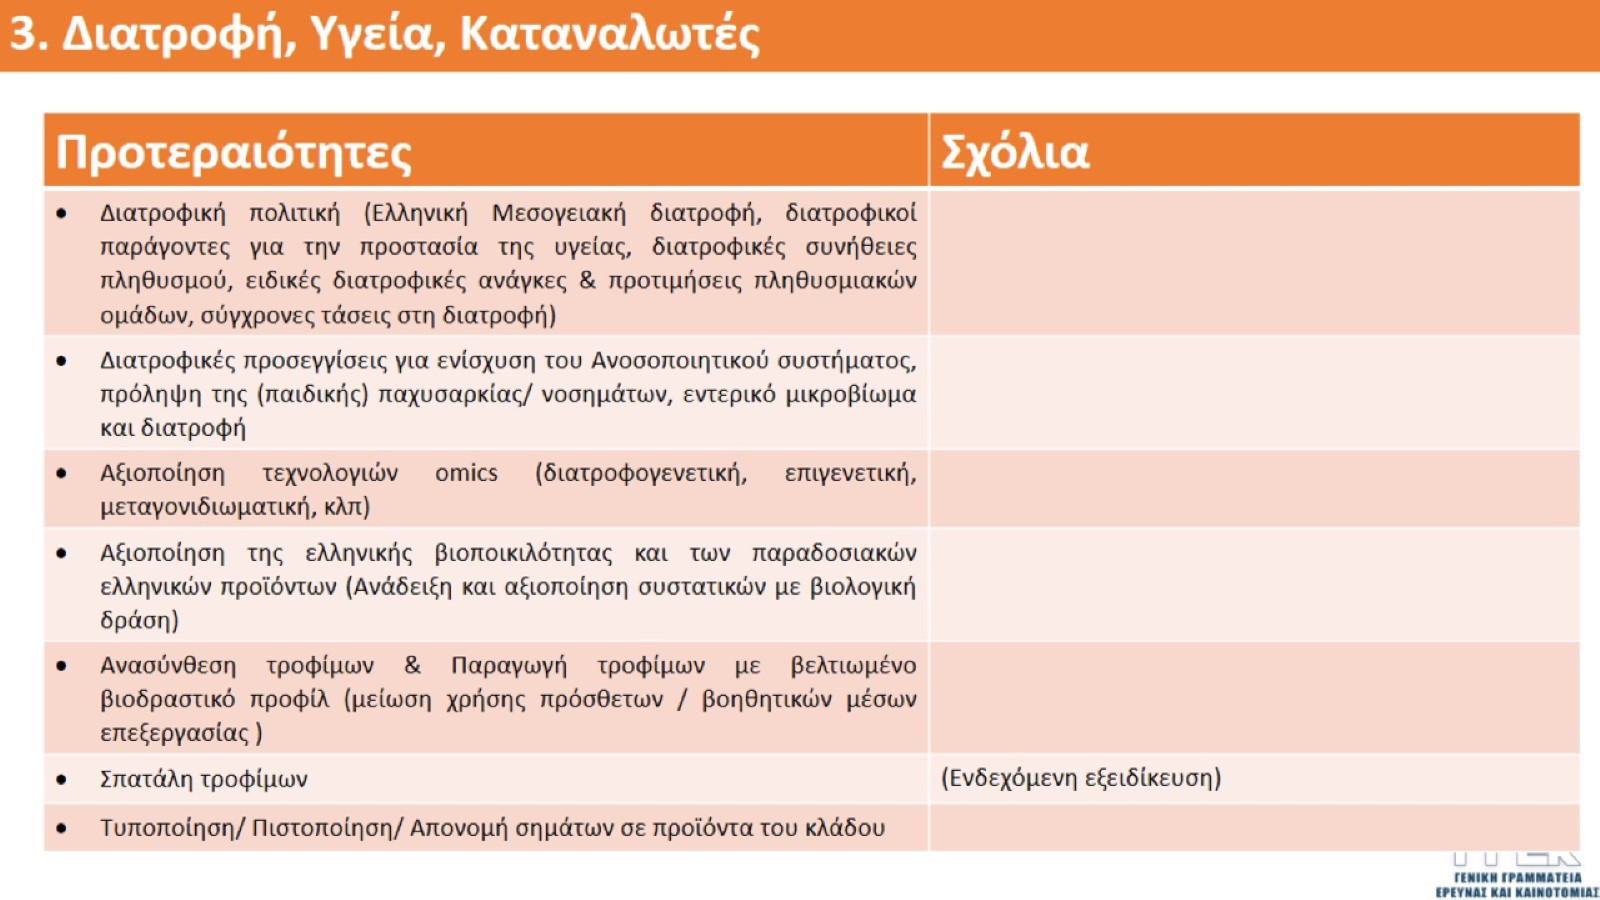 3. Διατροφή, Υγεία, Καταναλωτές
Προτεραιότητες
Σχόλια
• Διατροφική πολιτική (Ελληνική Μεσογειακή διατροφή, διατροφικοί
παράγοντες για την προστασία της υγείας, διατροφικές συνήθειες
πληθυσμού, ειδικές διατροφικές ανάγκες & προτιμήσεις πληθυσμιακών
ομάδων, σύγχρονες τάσεις στη διατροφή)
• Διατροφικές προσεγγίσεις για ενίσχυση του Ανοσοποιητικού συστήματος,
πρόληψη της (παιδικής) παχυσαρκίας/ νοσημάτων, εντερικό μικροβίωμα
και διατροφή
• Αξιοποίηση τεχνολογιών omics (διατροφογενετική, επιγενετική,
μεταγονιδιωματική, κλπ)
• Αξιοποίηση της ελληνικής βιοποικιλότητας και των παραδοσιακών
ελληνικών προϊόντων (Ανάδειξη και αξιοποίηση συστατικών με βιολογική
δράση)
• Ανασύνθεση τροφίμων & Παραγωγή τροφίμων με βελτιωμένο
βιοδραστικό προφίλ (μείωση χρήσης πρόσθετων / βοηθητικών μέσων
επεξεργασίας )
• Σπατάλη τροφίμων
(Ενδεχόμενη εξειδίκευση)
• Τυποποίηση/ Πιστοποίηση/ Απονομή σημάτων σε προϊόντα του κλάδου
ΓΕΝΙΚΗ ΓΡΑΜΜΑΤΕΙΑ
ΕΡΕΥΝΑΣ ΚΑΙ ΚΑΙΝΟΤΟΜΙΑΣ